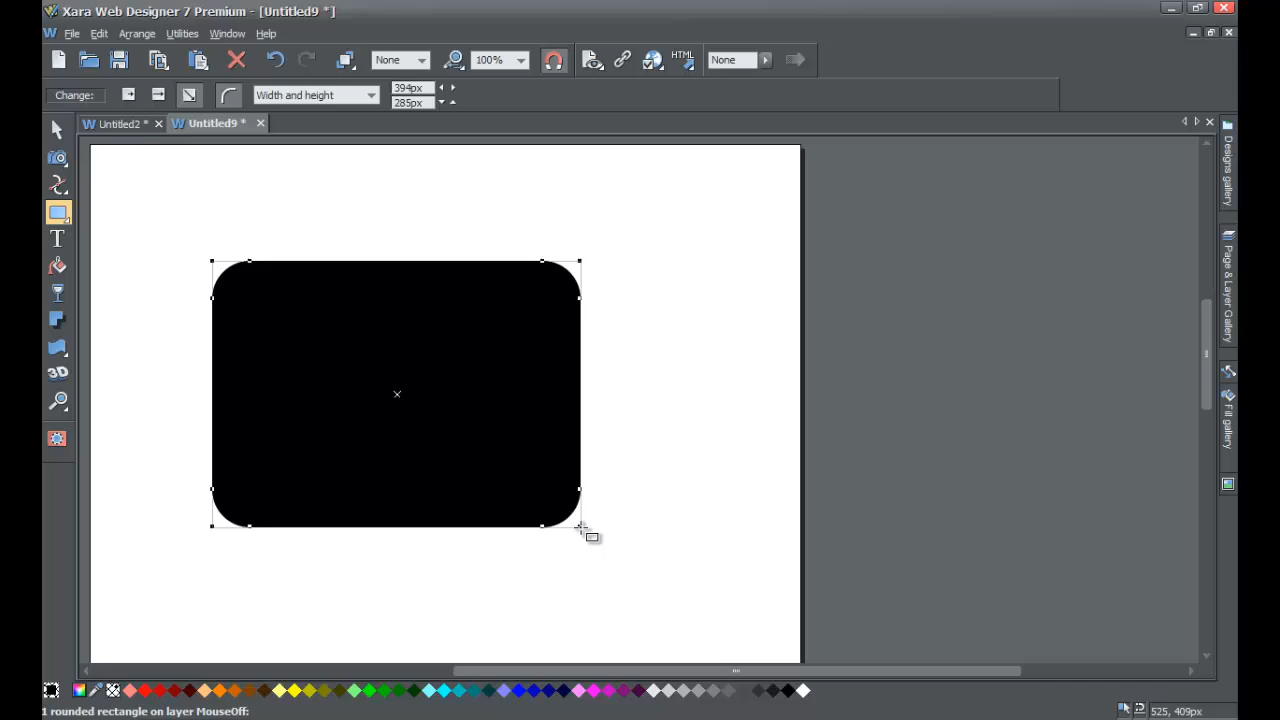 Xara Web Designer 7 Premium - [Untitled9 *]
File Edit Arrange Utilities Window Help
None 100% HTML None
Change: Width and height 394px
285px
Untitled2 * Untitled9 *
T
3D
Designs gallery
Page & Layer Gallery
Fill gallery
1 rounded rectangle on layer MouseOff:
525, 409px